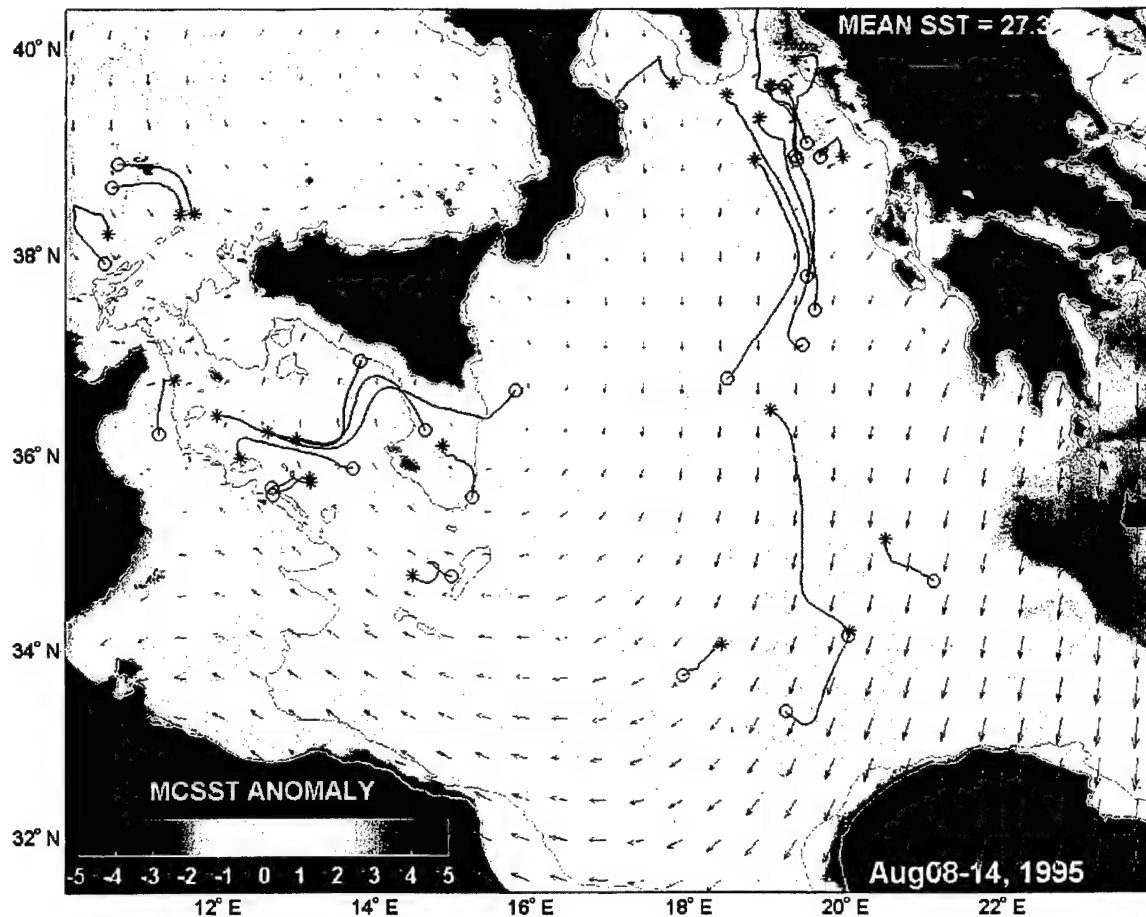 MEAN SST = 27.3
40° N
38° N
36° N
34° N
32° N
MCSST ANOMALY
-5 -4 -3 -2 -1 0 1 2 3 4 5
Aug08-14, 1995
12° E 14° E 16° E 18° E 20° E 22° E